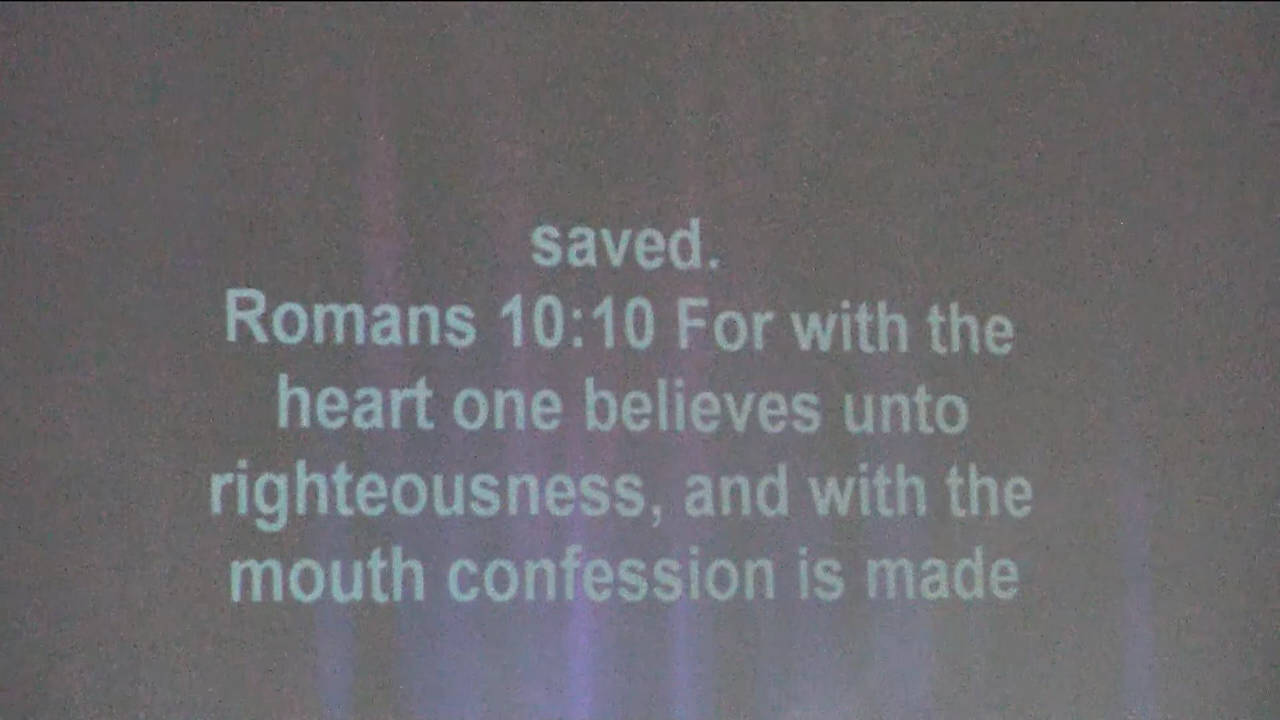 saved.
Romans 10:10 For with the
heart one believes unto
righteousness, and with the
mouth confession is made